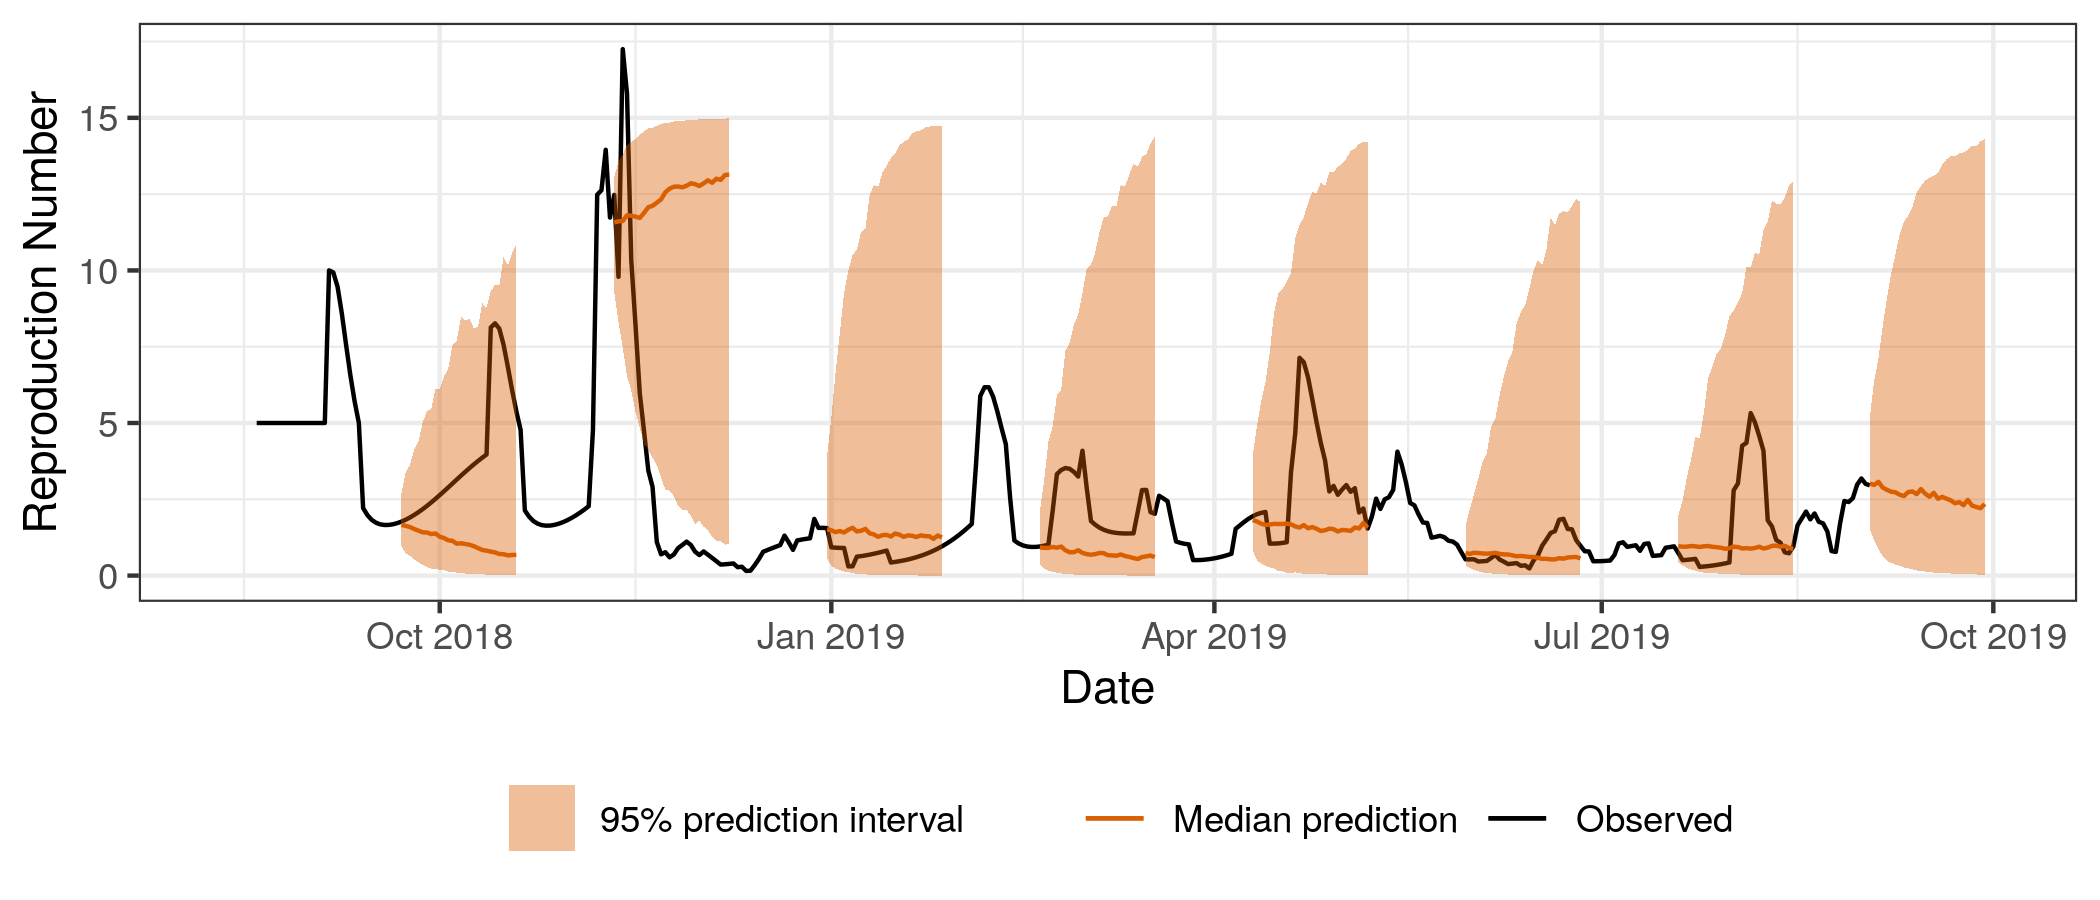 Reproduction Number
15
10
5
0
Oct 2018
Jan 2019
Apr 2019
Jul 2019
Oct 2019
Date
95% prediction interval
Median prediction
Observed